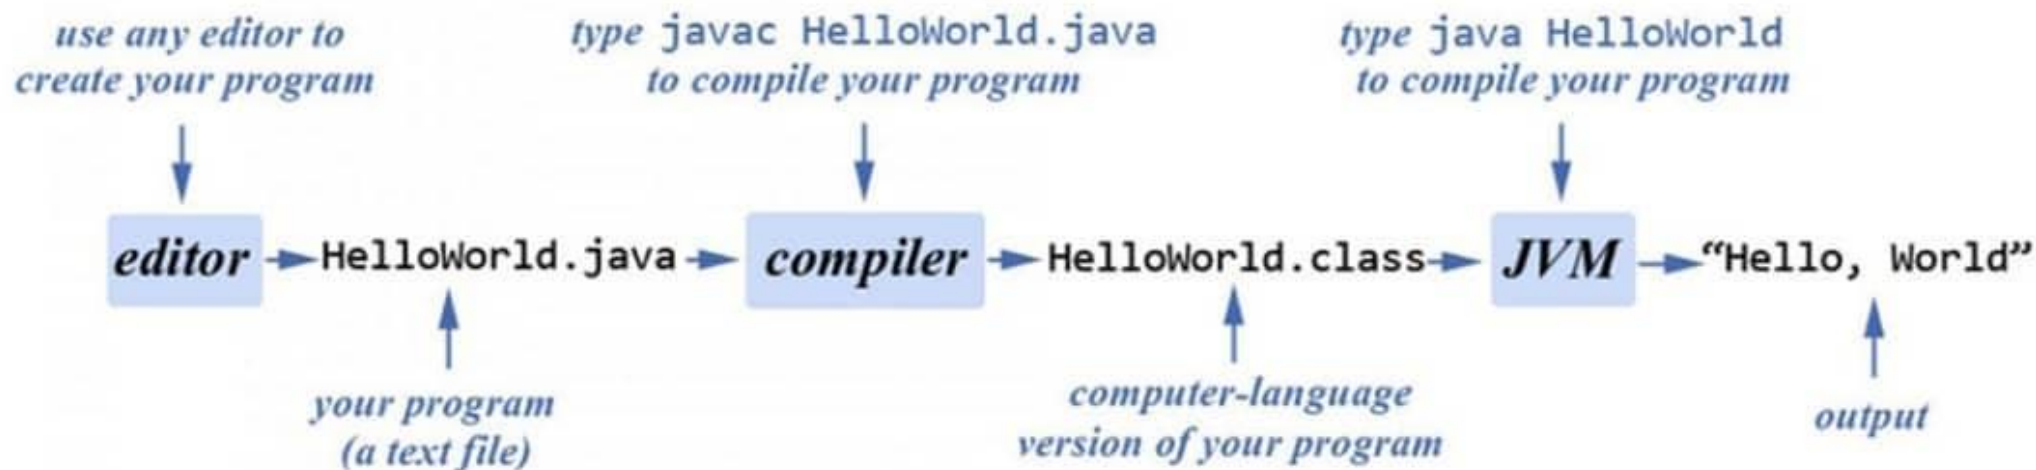 use any editor to
create your program
type javac HelloWorld.java
to compile your program
type java HelloWorld
to compile your program
editor
HelloWorld.java
compiler
HelloWorld.class
JVM
“Hello, World”
your program
(a text file)
computer-language
version of your program
output